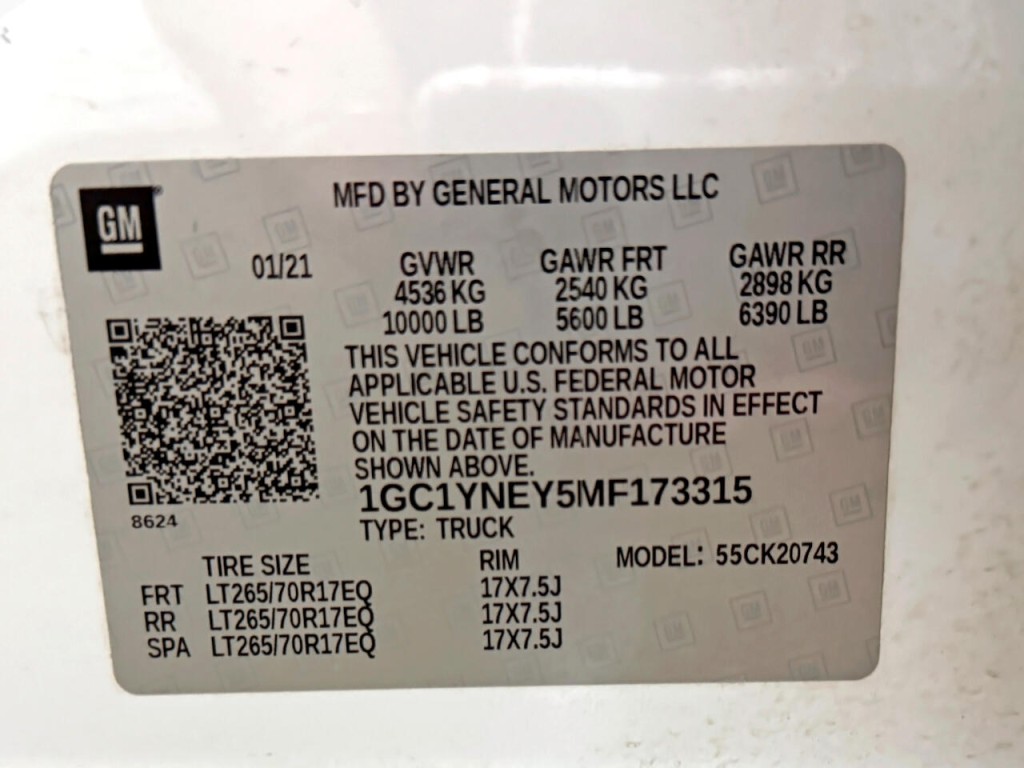 GM
MFD BY GENERAL MOTORS LLC
01/21 GVWR GAWR FRT GAWR RR
4536 KG 2540 KG 2898 KG
10000 LB 5600 LB 6390 LB
THIS VEHICLE CONFORMS TO ALL
APPLICABLE U.S. FEDERAL MOTOR
VEHICLE SAFETY STANDARDS IN EFFECT
ON THE DATE OF MANUFACTURE
SHOWN ABOVE.
1GC1YNEY5MF173315
8624
TYPE: TRUCK
TIRE SIZE RIM MODEL: 55CK20743
FRT LT265/70R17EQ 17X7.5J
RR LT265/70R17EQ 17X7.5J
SPA LT265/70R17EQ 17X7.5J